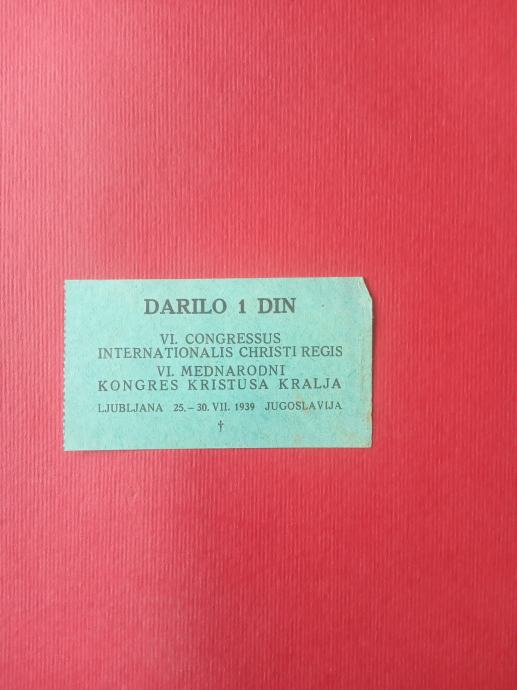 DARILO 1 DIN
VI. CONGRESSUS
INTERNATIONALIS CHRISTI REGIS
VI. MEDNARODNI
KONGRES KRISTUSA KRALJA
LJUBLJANA 25.–30. VII. 1939 JUGOSLAVIJA
†